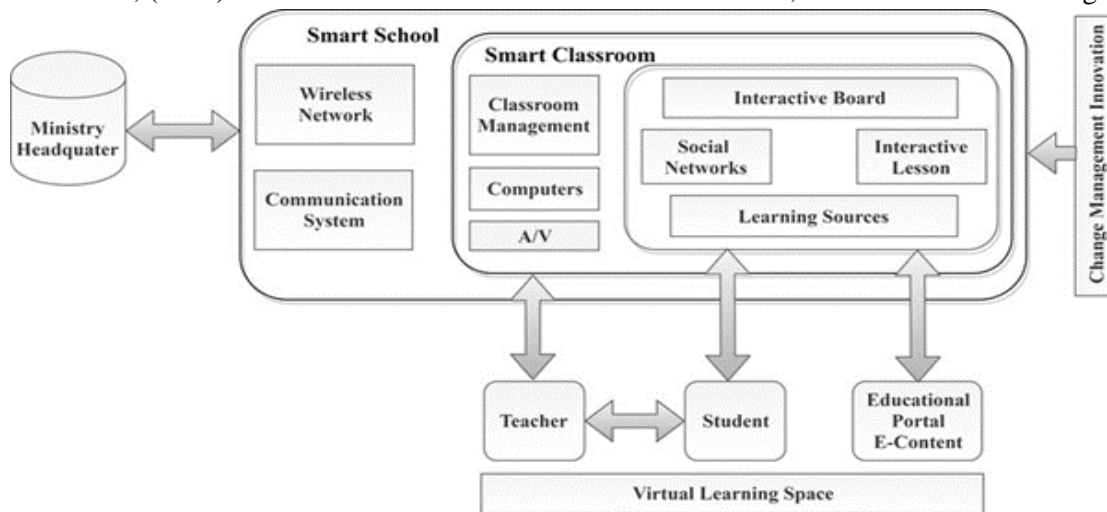 Smart School
Smart Classroom
Wireless
Network
Communication
System
Classroom
Management
Computers
A/V
Interactive Board
Social
Networks
Interactive
Lesson
Learning Sources
Ministry
Headquater
Change Management Innovation
Teacher
Student
Educational
Portal
E-Content
Virtual Learning Space